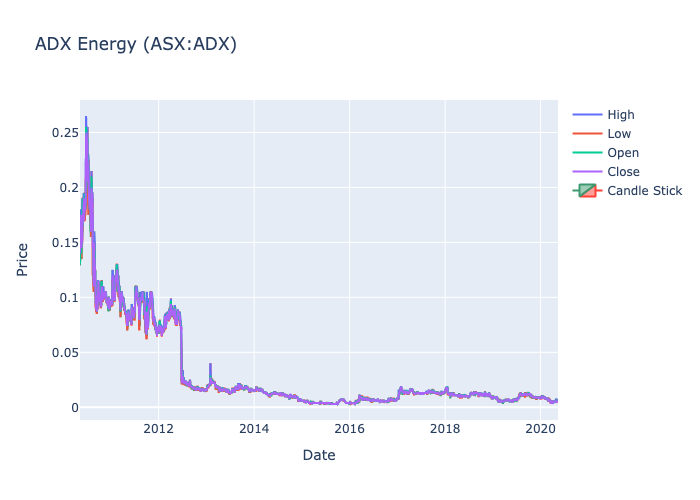 ADX Energy (ASX:ADX)
High
Low
Open
Close
Candle Stick
Price
0.25
0.2
0.15
0.1
0.05
0
2012
2014
2016
2018
2020
Date